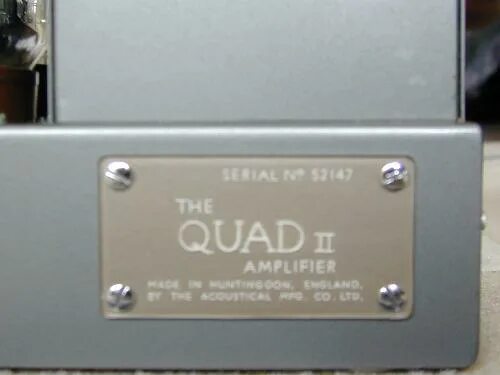 SERIAL Nº 52147
THE
QUAD II
AMPLIFIER
MADE IN HUNTINGDON, ENGLAND,
BY THE ACOUSTICAL MFG. CO. LTD.